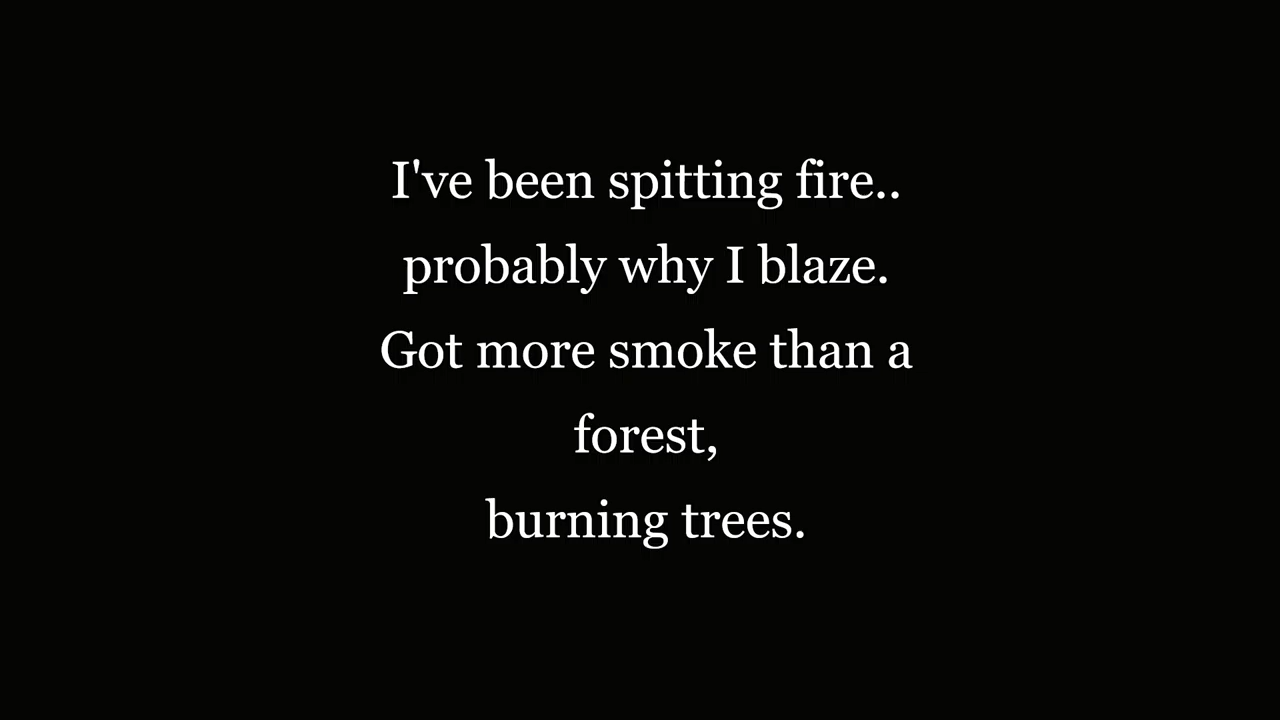 I've been spitting fire..
probably why I blaze.
Got more smoke than a
forest,
burning trees.